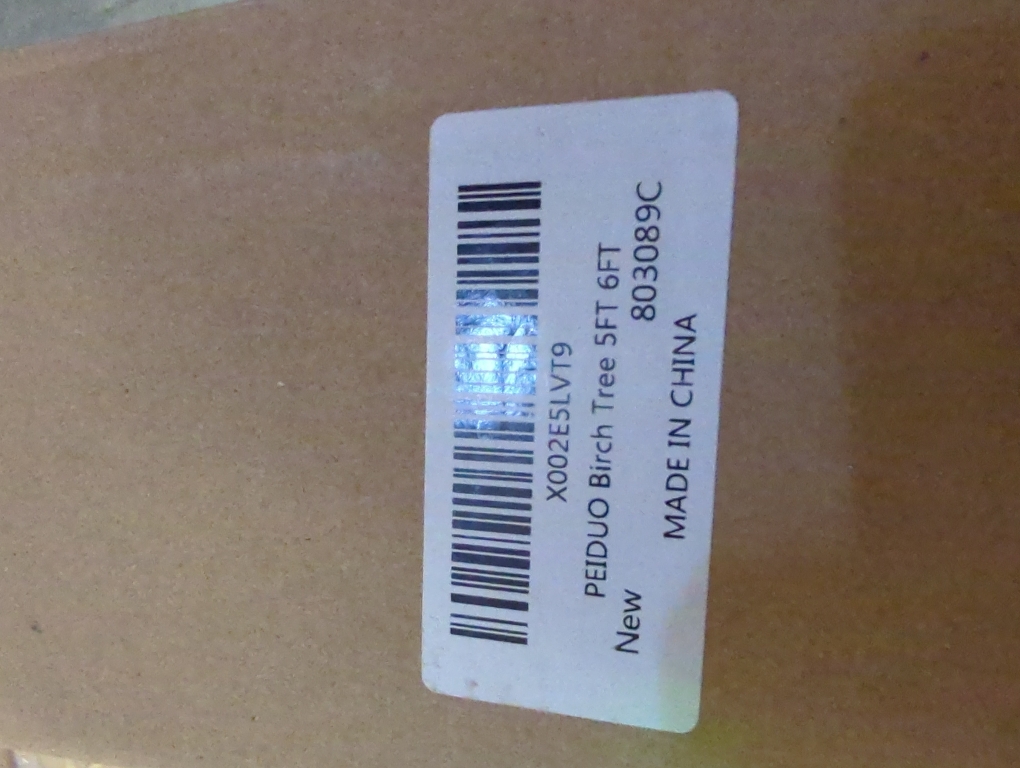 X002E5LVT9
PEIDUO Birch Tree 5FT 6FT
New 803089C
MADE IN CHINA